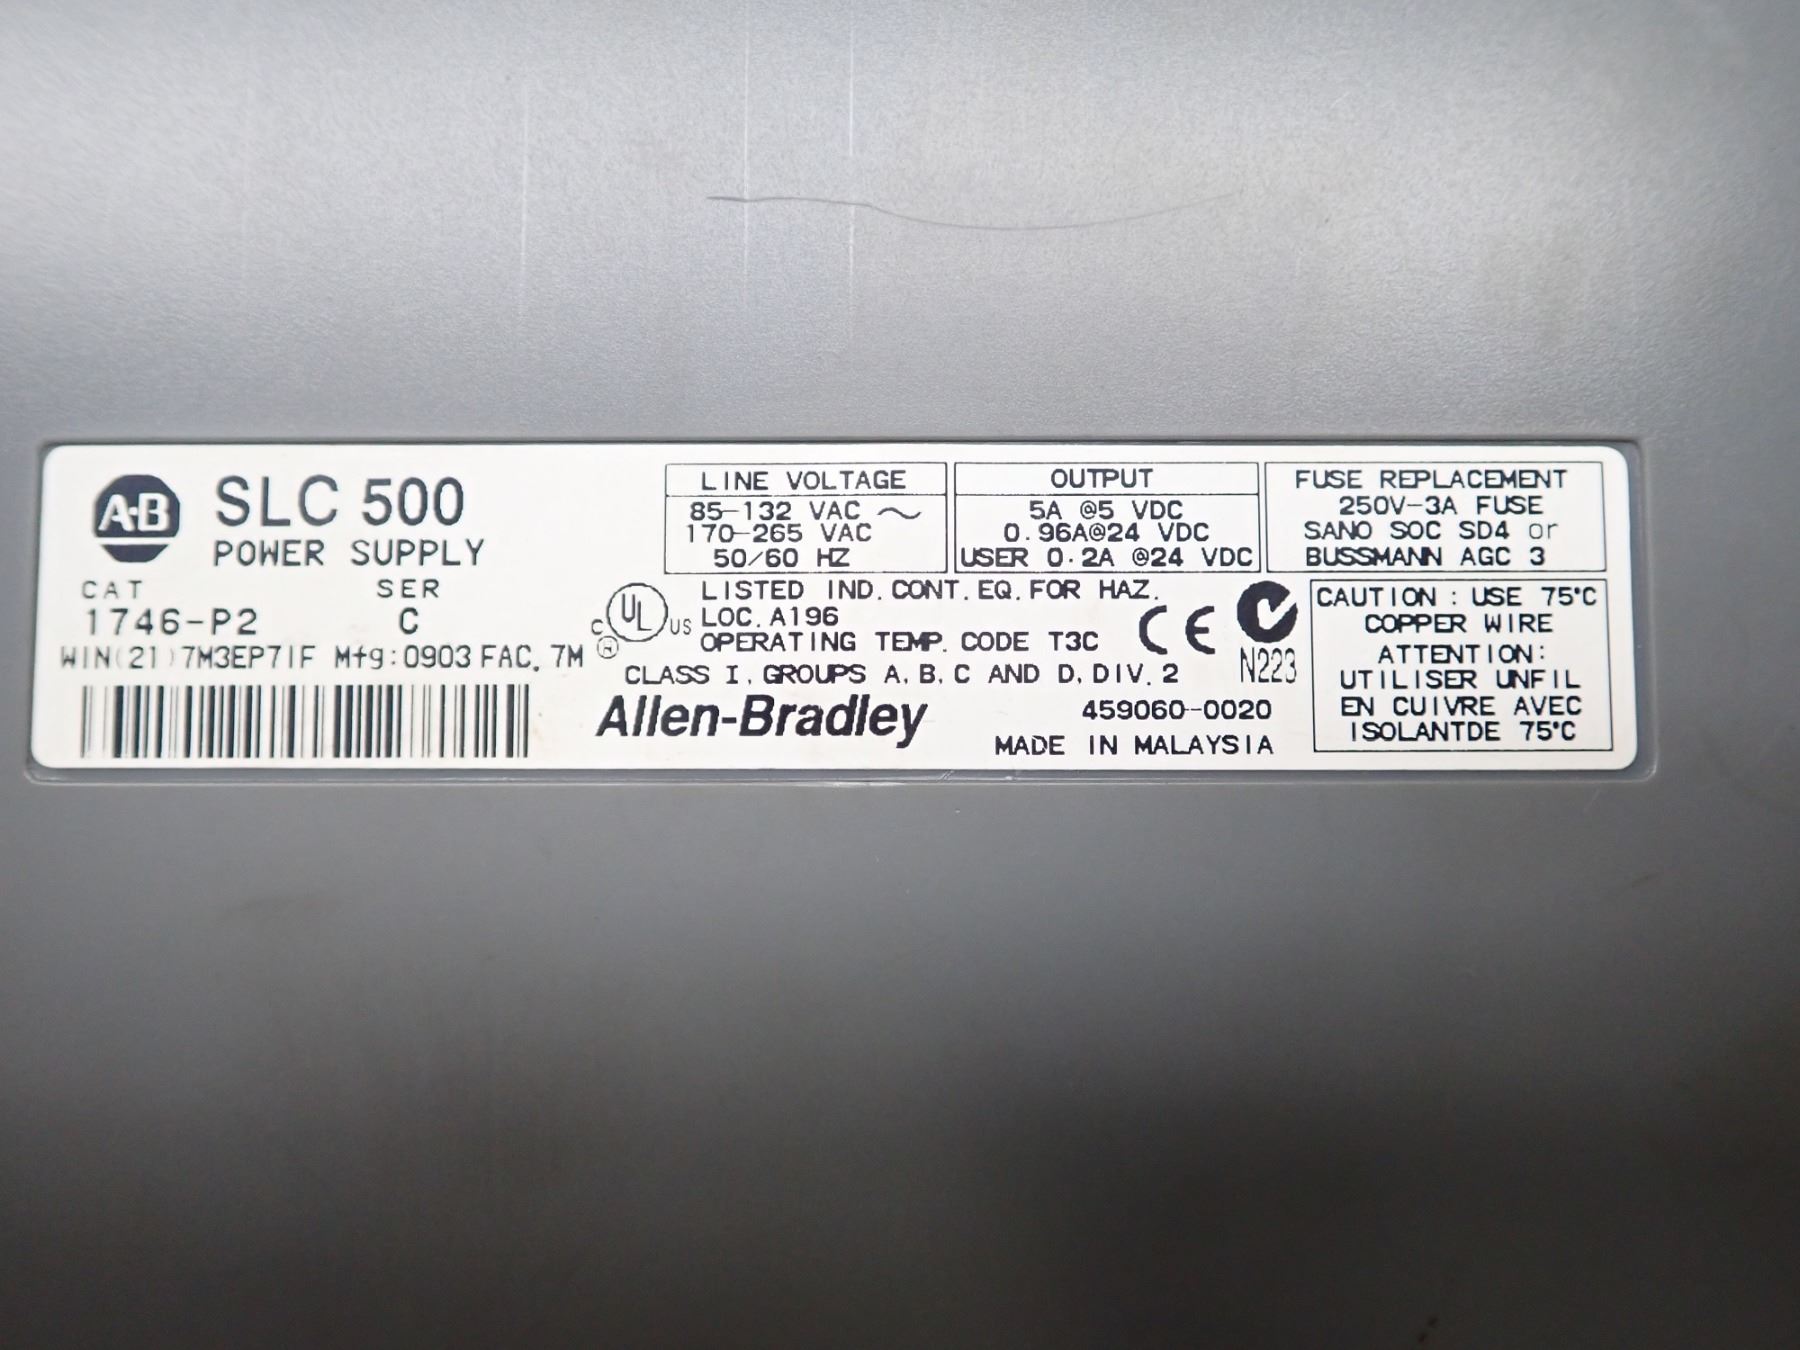 A-B
SLC 500
POWER SUPPLY
CAT SER
1746-P2 C
WIN(21)7M3EP7IF Mfg:0903 FAC. 7M
LINE VOLTAGE
85-132 VAC ~
170-265 VAC
50/60 HZ
OUTPUT
5A @5 VDC
0.96A@24 VDC
USER 0.2A @24 VDC
FUSE REPLACEMENT
250V-3A FUSE
SANO SOC SD4 or
BUSSMANN AGC 3
C UL US
LISTED IND. CONT. EQ. FOR HAZ.
LOC. A196
OPERATING TEMP. CODE T3C
CLASS I, GROUPS A, B, C AND D, DIV. 2
CE
N223
Allen-Bradley
459060-0020
MADE IN MALAYSIA
CAUTION : USE 75°C
COPPER WIRE
ATTENTION:
UTILISER UNFIL
EN CUIVRE AVEC
ISOLANTDE 75°C